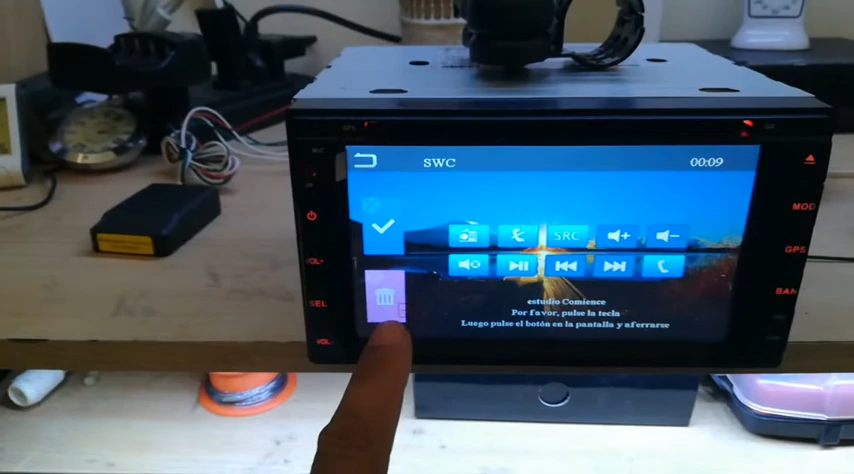 SWC
00:09
SRC
estudio Comience
Por favor, pulse la tecla
Luego pulse el botón en la pantalla y aferrarse
VOL+
SEL
VOL-
MOD
GPS
BAN